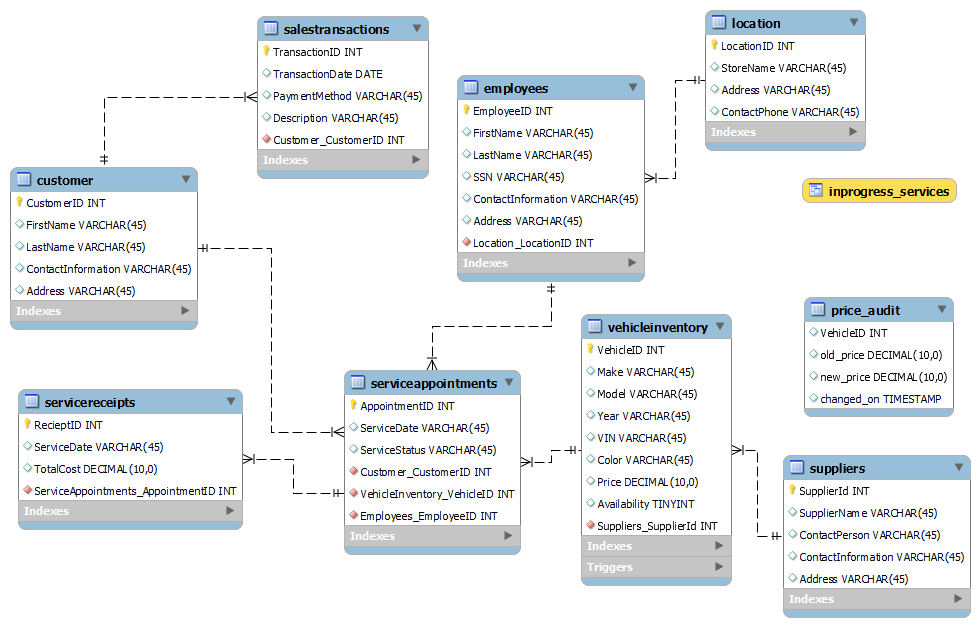 salestransactions
TransactionID INT
TransactionDate DATE
PaymentMethod VARCHAR(45)
Description VARCHAR(45)
Customer_CustomerID INT
Indexes
location
LocationID INT
StoreName VARCHAR(45)
Address VARCHAR(45)
ContactPhone VARCHAR(45)
Indexes
employees
EmployeeID INT
FirstName VARCHAR(45)
LastName VARCHAR(45)
SSN VARCHAR(45)
ContactInformation VARCHAR(45)
Address VARCHAR(45)
Location_LocationID INT
Indexes
customer
CustomerID INT
FirstName VARCHAR(45)
LastName VARCHAR(45)
ContactInformation VARCHAR(45)
Address VARCHAR(45)
Indexes
inprogress_services
price_audit
VehicleID INT
old_price DECIMAL(10,0)
new_price DECIMAL(10,0)
changed_on TIMESTAMP
vehicleinventory
VehicleID INT
Make VARCHAR(45)
Model VARCHAR(45)
Year VARCHAR(45)
VIN VARCHAR(45)
Color VARCHAR(45)
Price DECIMAL(10,0)
Availability TINYINT
Suppliers_SupplierId INT
Indexes
Triggers
serviceappointments
AppointmentID INT
ServiceDate VARCHAR(45)
ServiceStatus VARCHAR(45)
Customer_CustomerID INT
VehicleInventory_VehicleID INT
Employees_EmployeeID INT
Indexes
servicereceipts
RecieptID INT
ServiceDate VARCHAR(45)
TotalCost DECIMAL(10,0)
ServiceAppointments_AppointmentID INT
Indexes
suppliers
SupplierId INT
SupplierName VARCHAR(45)
ContactPerson VARCHAR(45)
ContactInformation VARCHAR(45)
Address VARCHAR(45)
Indexes